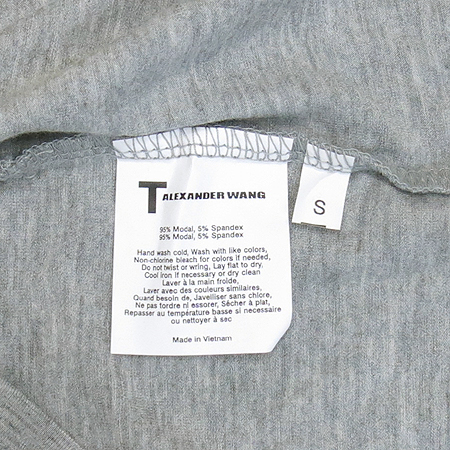 T ALEXANDER WANG
95% Modal, 5% Spandex
95% Modal, 5% Spandex
Hand wash cold, Wash with like colors,
Non-chlorine bleach for colors if needed,
Do not twist or wring, Lay flat to dry.
Cool iron if necessary or dry clean
Laver à la main froide,
Laver avec des couleurs similaires,
Quand besoin de, Javelliser sans chlore,
Ne pas tordre ni essorer, Sécher à plat,
Repasser au température basse si necessaire
ou nettoyer à sec
Made in Vietnam
S